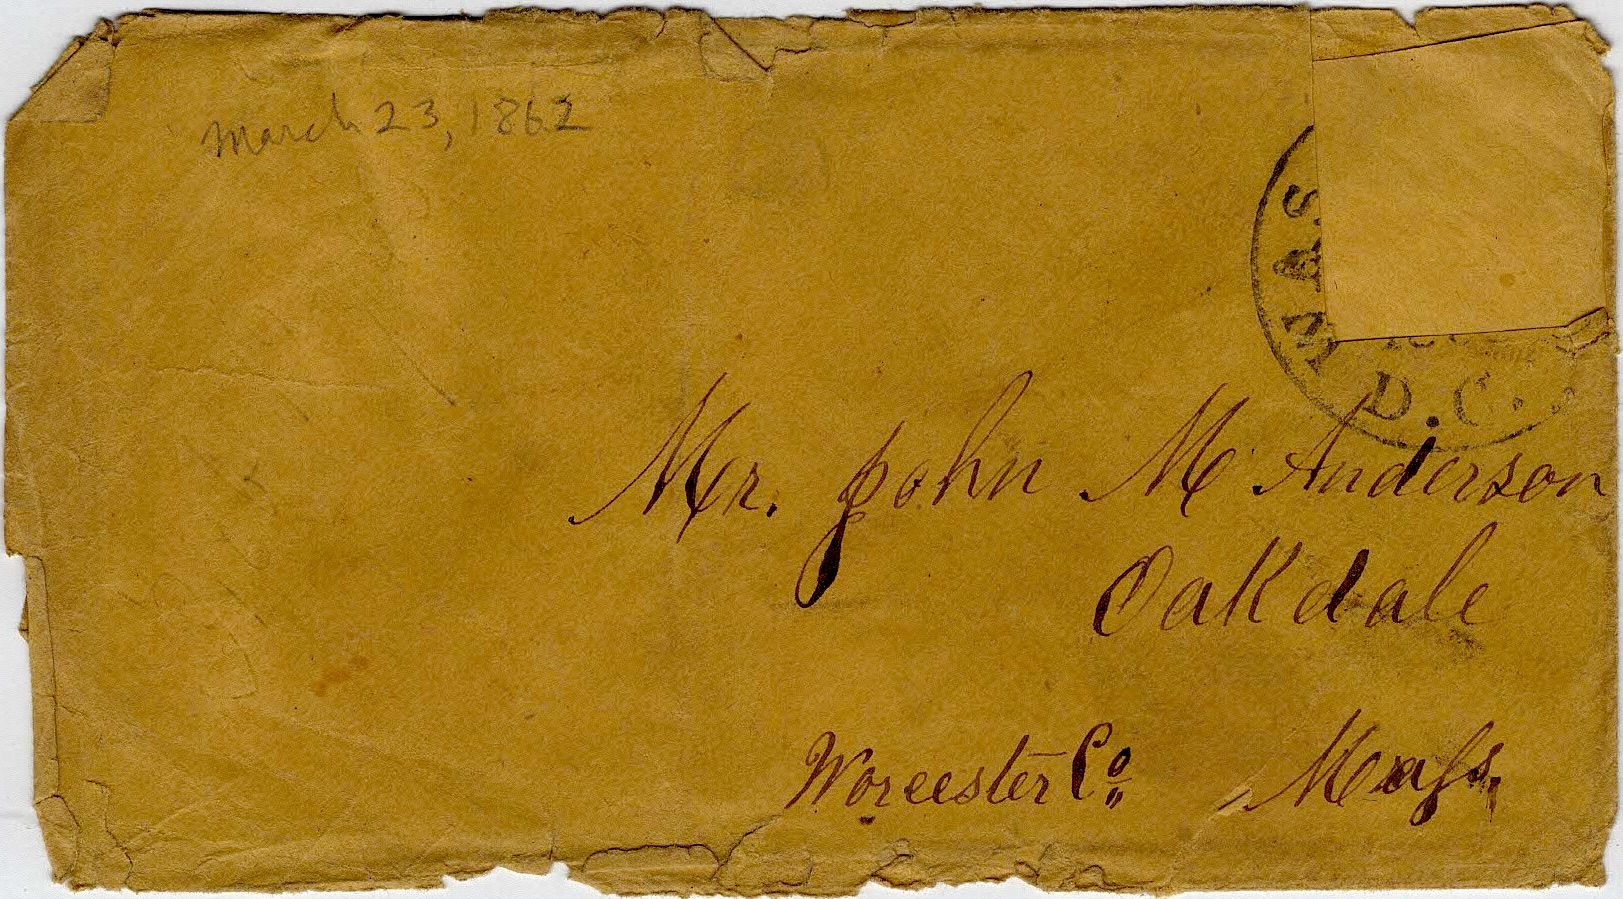 March 23, 1862
WAS
D.C.
Mr. John M. Anderson
Oakdale
Worcester Co. Mass.